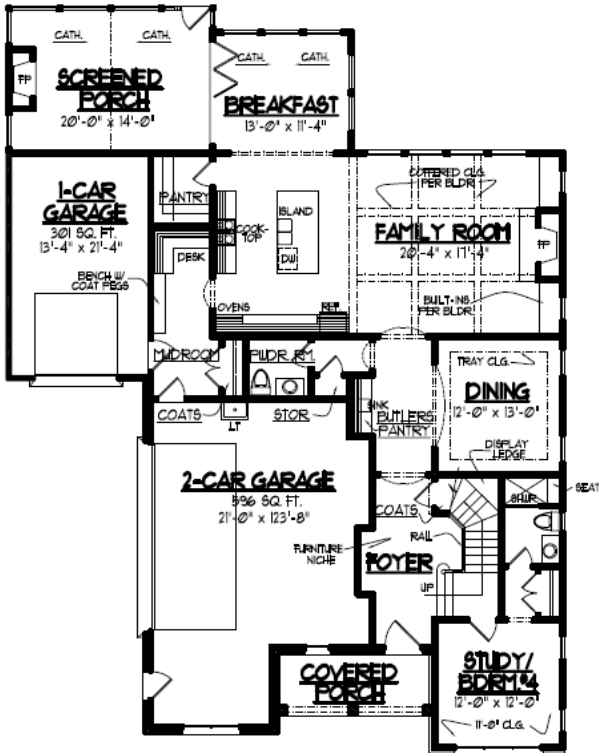 CATH.
CATH.
SCREENED
PORCH
20'-0" x 14'-0"
FP
CATH.
CATH.
BREAKFAST
13'-0" x 11'-4"
1-CAR
GARAGE
301 SQ. FT.
13'-4" x 21'-4"
PANTRY
DESK
BENCH W/
COAT PEGS
COOK-
TOP
ISLAND
DW
OVENS
REF.
COFFERED CLG.
PER BLDR.
FAMILY ROOM
20'-4" x 17'-4"
FP
BUILT-INS
PER BLDR.
MUDROOM
PWDR. RM.
COATS
LT
STOR.
SINK
BUTLERS
PANTRY
TRAY CLG.
DINING
12'-0" x 13'-0"
DISPLAY
LEDGE
2-CAR GARAGE
596 SQ. FT.
21'-0" x 123'-8"
SHWR
SEAT
COATS
RAIL
FURNITURE
NICHE
FOYER
UP
COVERED
PORCH
STUDY/
BDRM.#4
12'-0" x 12'-0"
11'-0" CLG.